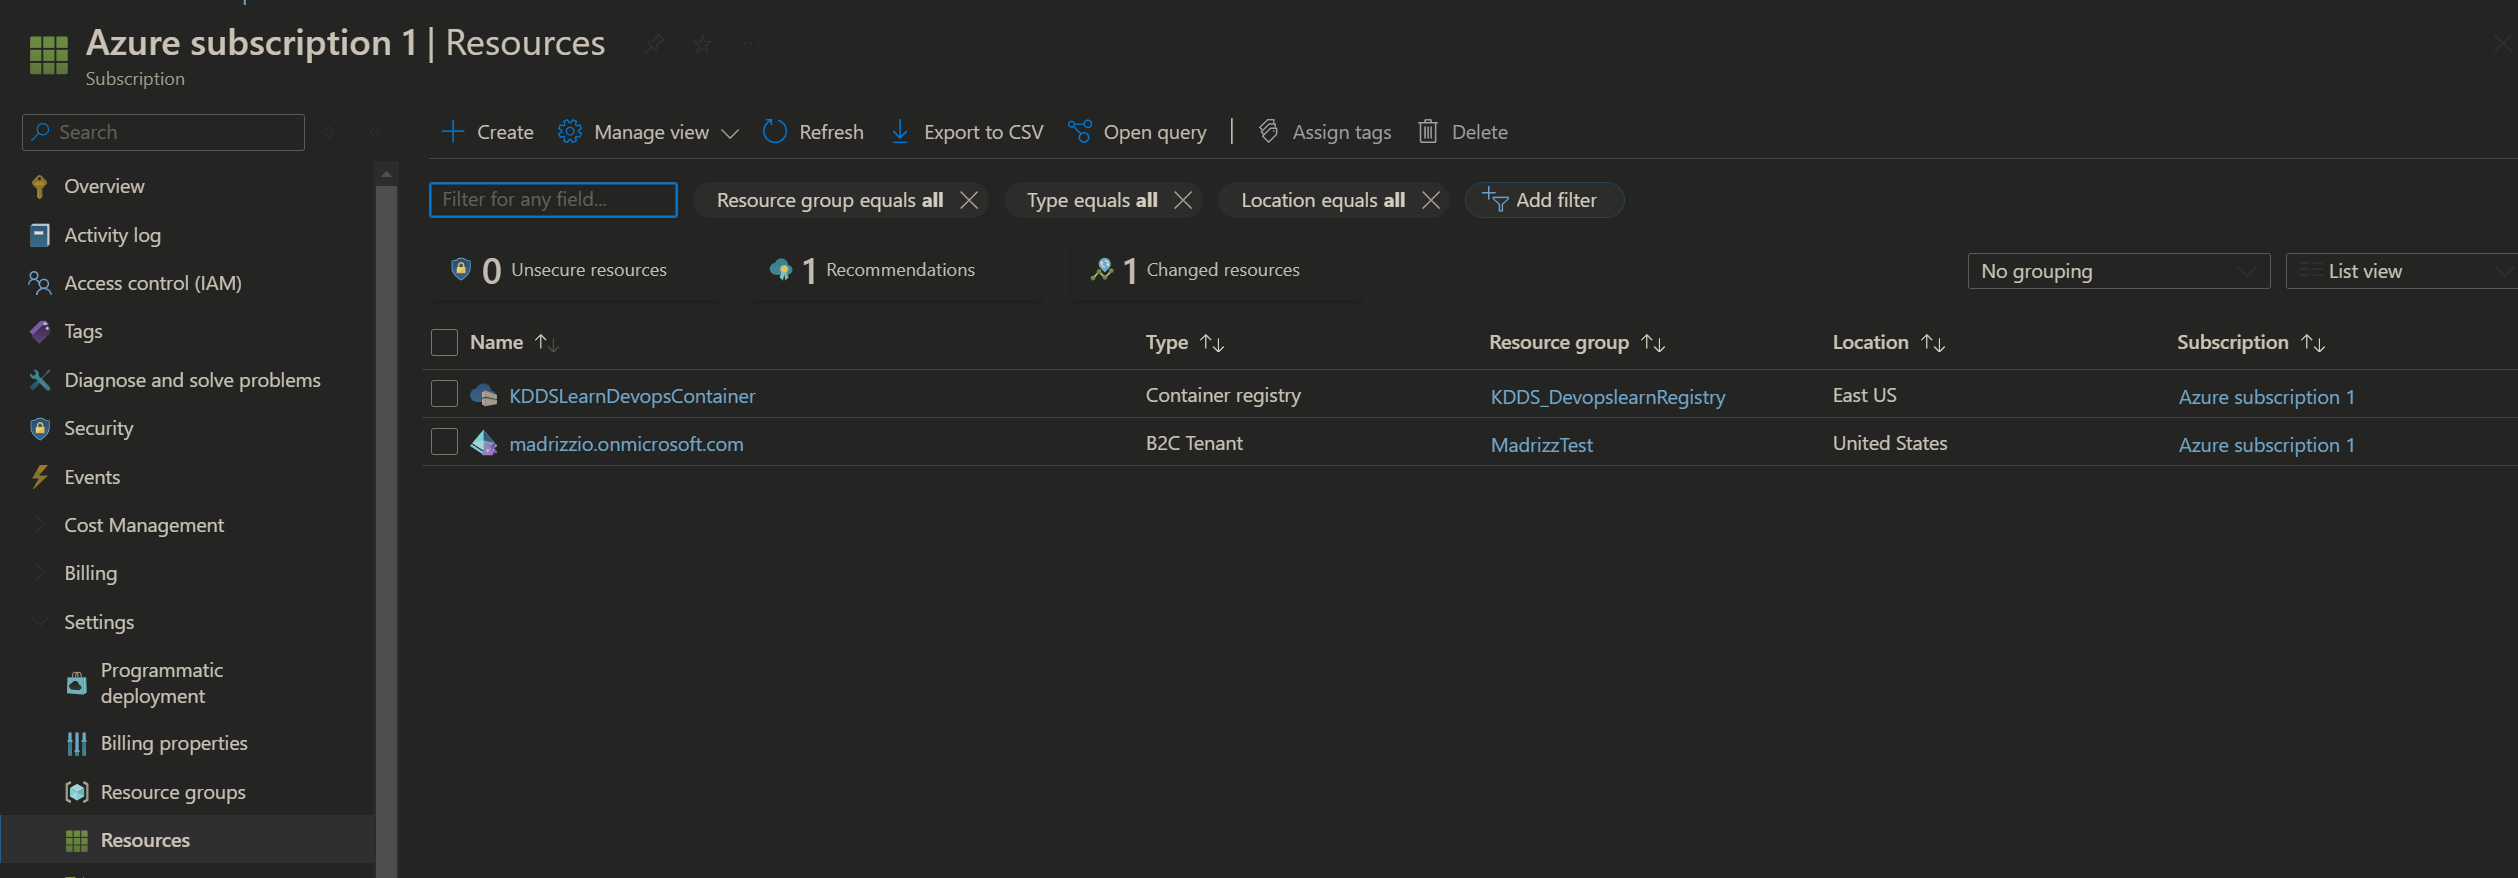 Azure subscription 1 | Resources
Subscription
Search
Overview
Activity log
Access control (IAM)
Tags
Diagnose and solve problems
Security
Events
Cost Management
Billing
Settings
Programmatic
deployment
Billing properties
Resource groups
Resources
Create Manage view Refresh Export to CSV Open query | Assign tags Delete
Filter for any field... Resource group equals all Type equals all Location equals all Add filter
0 Unsecure resources 1 Recommendations 1 Changed resources No grouping List view
Name Type Resource group Location Subscription
KDDSLearnDevopsContainer Container registry KDDS_DevopslearnRegistry East US Azure subscription 1
madrizzio.onmicrosoft.com B2C Tenant MadrizzTest United States Azure subscription 1